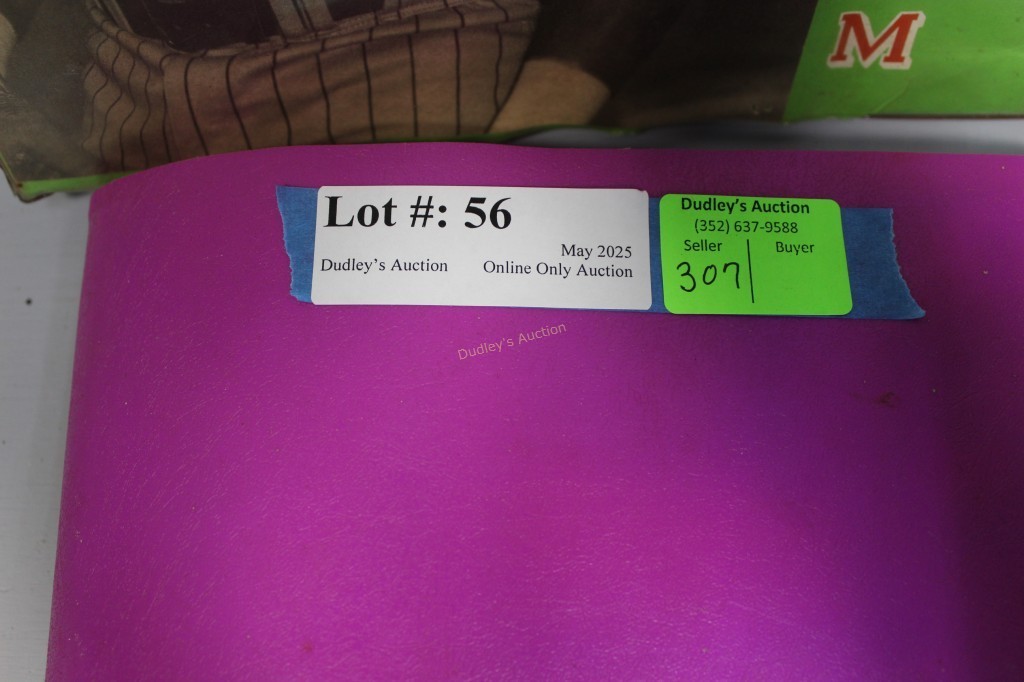 M
Lot #: 56
May 2025
Dudley's Auction Online Only Auction
Dudley's Auction
(352) 637-9588
Seller Buyer
307
Dudley's Auction